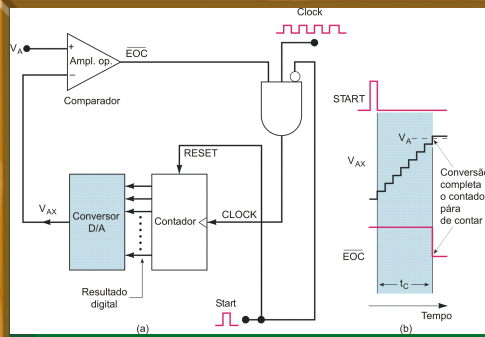 Clock
V_A
+
Ampl. op.
−
EOC
Comparador
RESET
V_AX
Conversor
D/A
Contador
CLOCK
Resultado
digital
Start
(a)
START
V_A
V_AX
Conversão
completa
o contado
pára
de contar
EOC
t_C
Tempo
(b)